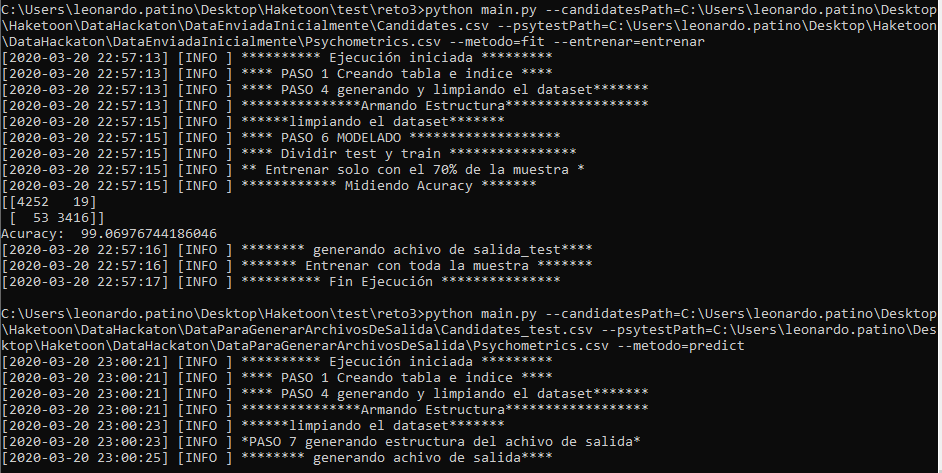 C:\Users\leonardo.patino\Desktop\Haketoon\test\reto3>python main.py --candidatesPath=C:\Users\leonardo.patino\Desktop
\Haketoon\DataHackaton\DataEnviadaInicialmente\Candidates.csv --psytestPath=C:\Users\leonardo.patino\Desktop\Haketoon
\DataHackaton\DataEnviadaInicialmente\Psychometrics.csv --metodo=fit --entrenar=entrenar
[2020-03-20 22:57:13] [INFO ] ********** Ejecución iniciada *********
[2020-03-20 22:57:13] [INFO ] **** PASO 1 Creando tabla e indice ****
[2020-03-20 22:57:13] [INFO ] **** PASO 4 generando y limpiando el dataset*******
[2020-03-20 22:57:13] [INFO ] ***************Armando Estructura******************
[2020-03-20 22:57:15] [INFO ] ******limpiando el dataset*******
[2020-03-20 22:57:15] [INFO ] **** PASO 6 MODELADO *******************
[2020-03-20 22:57:15] [INFO ] **** Dividir test y train ****************
[2020-03-20 22:57:15] [INFO ] ** Entrenar solo con el 70% de la muestra *
[2020-03-20 22:57:15] [INFO ] ************ Midiendo Acuracy *******
[[4252   19]
 [  53 3416]]
Acuracy:  99.06976744186046
[2020-03-20 22:57:16] [INFO ] ******** generando achivo de salida_test****
[2020-03-20 22:57:16] [INFO ] ******* Entrenar con toda la muestra *******
[2020-03-20 22:57:17] [INFO ] ********** Fin Ejecución ***************
C:\Users\leonardo.patino\Desktop\Haketoon\test\reto3>python main.py --candidatesPath=C:\Users\leonardo.patino\Desktop
\Haketoon\DataHackaton\DataParaGenerarArchivosDeSalida\Candidates_test.csv --psytestPath=C:\Users\leonardo.patino\Des
ktop\Haketoon\DataHackaton\DataParaGenerarArchivosDeSalida\Psychometrics.csv --metodo=predict
[2020-03-20 23:00:21] [INFO ] ********** Ejecución iniciada *********
[2020-03-20 23:00:21] [INFO ] **** PASO 1 Creando tabla e indice ****
[2020-03-20 23:00:21] [INFO ] **** PASO 4 generando y limpiando el dataset*******
[2020-03-20 23:00:21] [INFO ] ***************Armando Estructura******************
[2020-03-20 23:00:23] [INFO ] ******limpiando el dataset*******
[2020-03-20 23:00:23] [INFO ] *PASO 7 generando estructura del achivo de salida*
[2020-03-20 23:00:25] [INFO ] ******** generando achivo de salida****